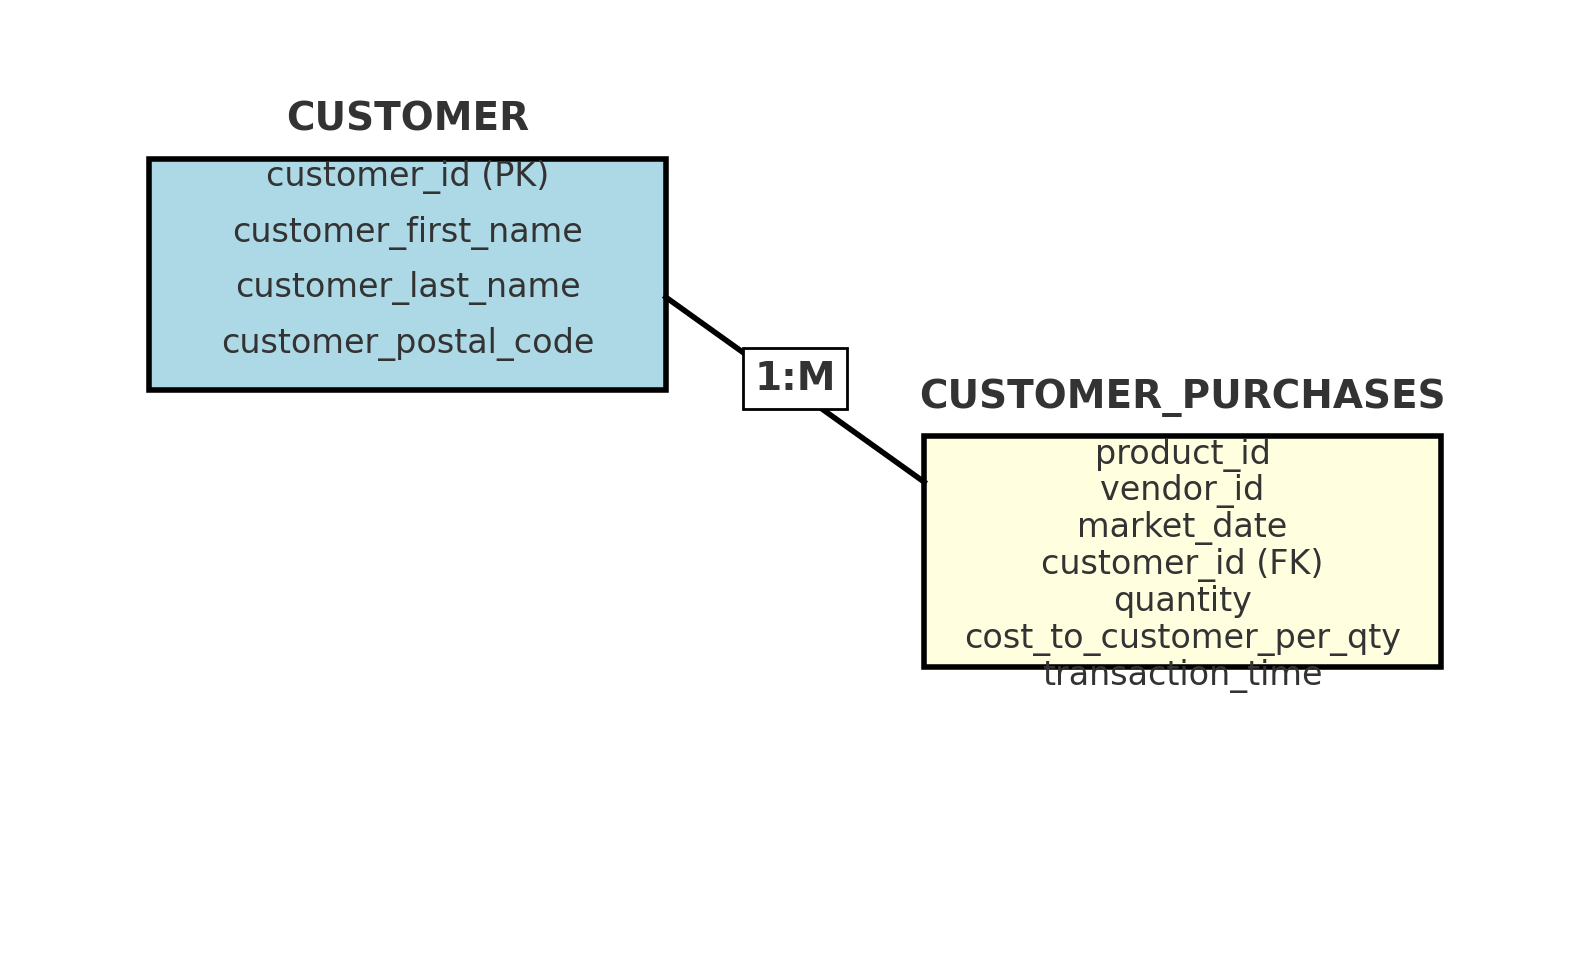 CUSTOMER
customer_id (PK)
customer_first_name
customer_last_name
customer_postal_code
1:M
CUSTOMER_PURCHASES
product_id
vendor_id
market_date
customer_id (FK)
quantity
cost_to_customer_per_qty
transaction_time